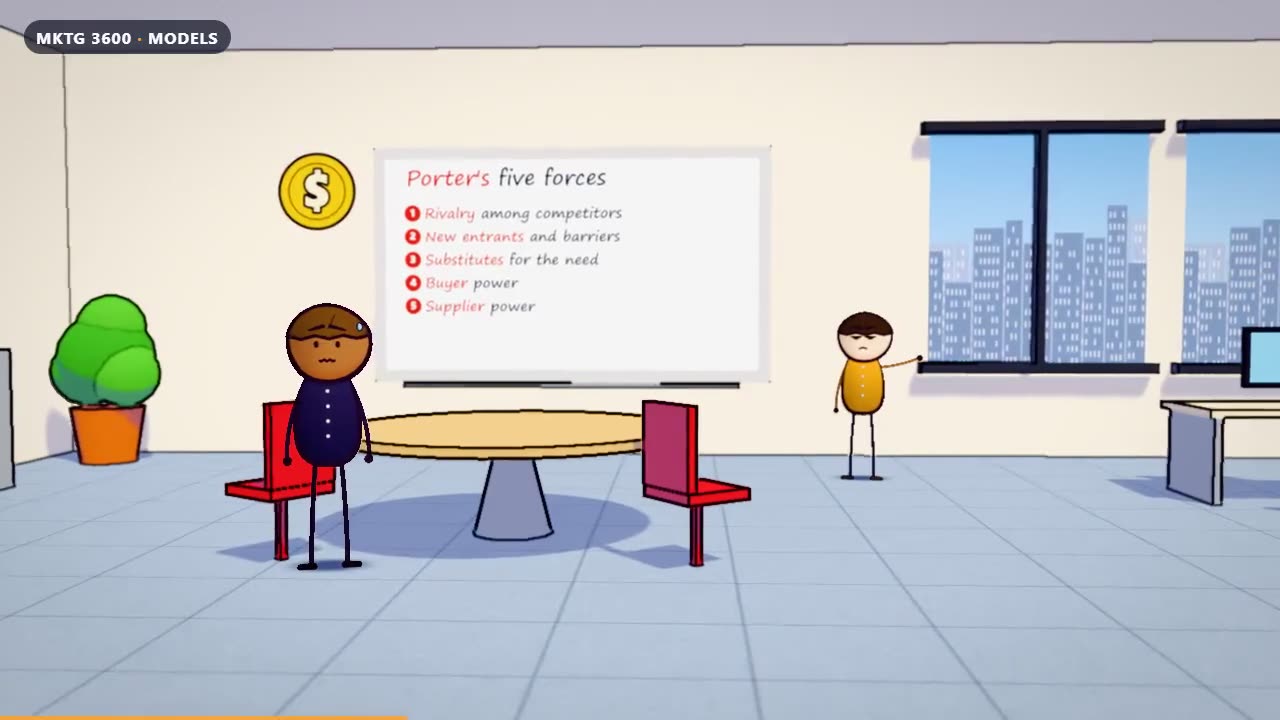 MKTG 3600 · MODELS
$
Porter's five forces
1 Rivalry among competitors
2 New entrants and barriers
3 Substitutes for the need
4 Buyer power
5 Supplier power